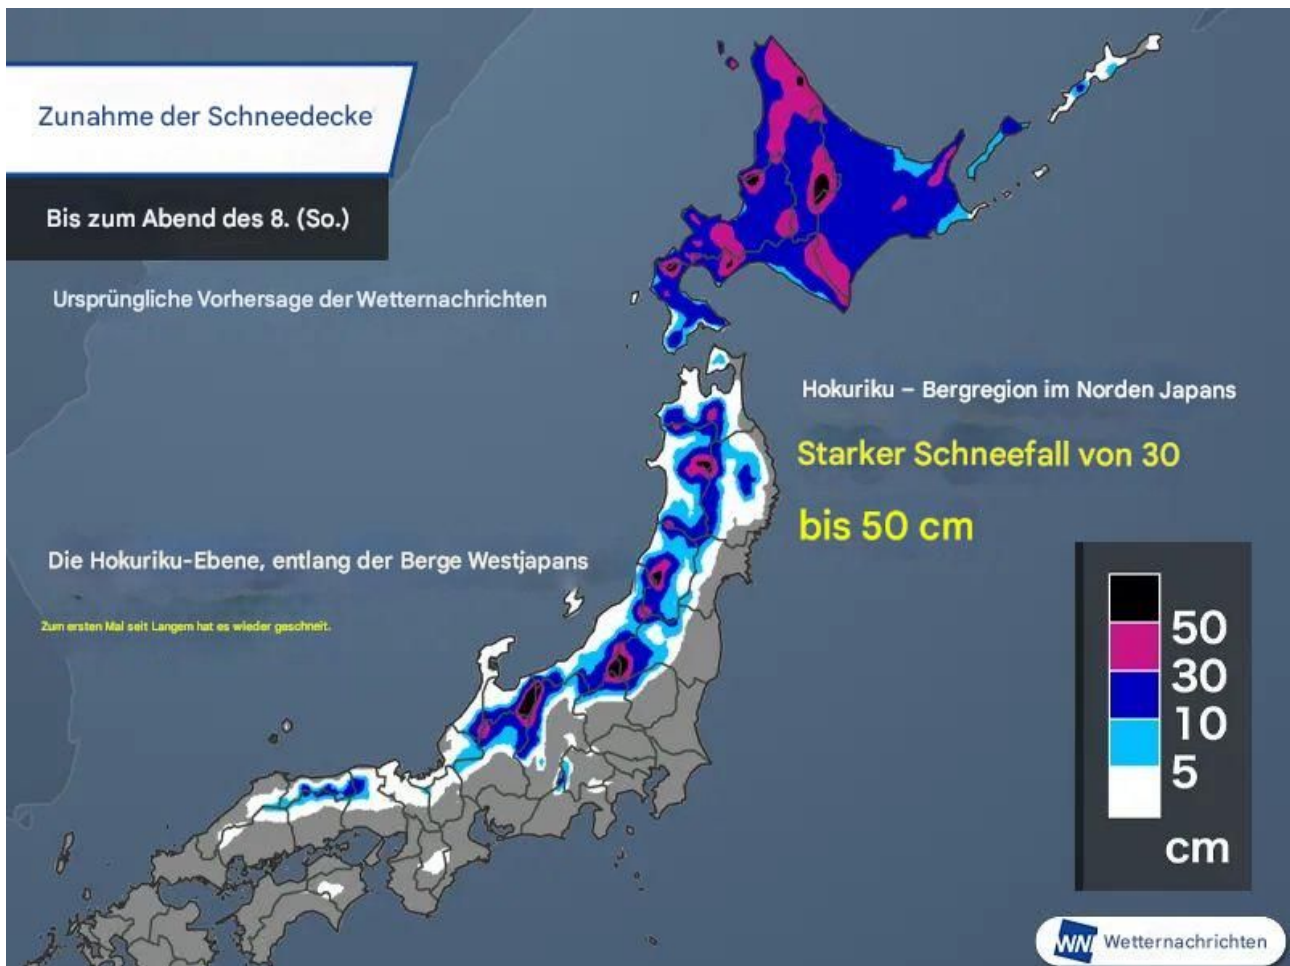 Zunahme der Schneedecke
Bis zum Abend des 8. (So.)
Ursprüngliche Vorhersage der Wetternachrichten
Hokuriku – Bergregion im Norden Japans
Starker Schneefall von 30
bis 50 cm
Die Hokuriku-Ebene, entlang der Berge Westjapans
Zum ersten Mal seit Langem hat es wieder geschneit.
50
30
10
5
cm
WN Wetternachrichten